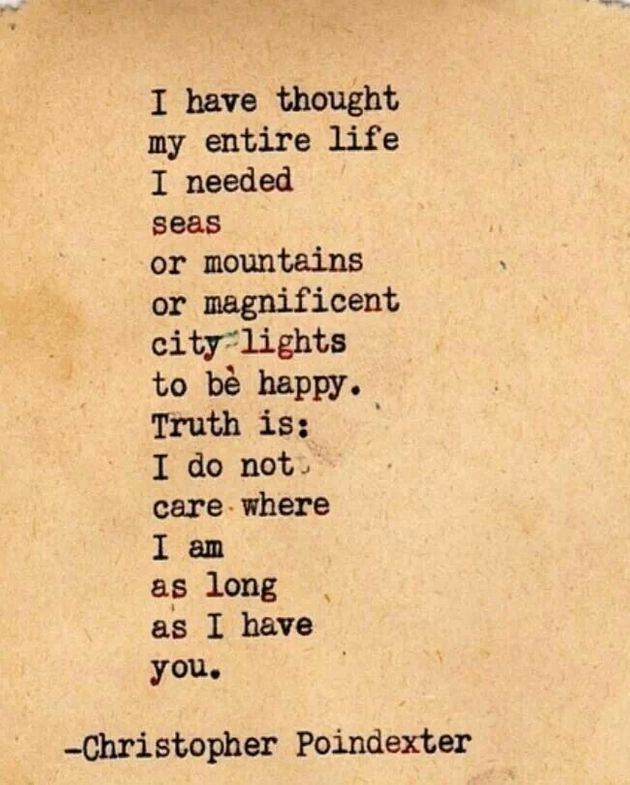 I have thought
my entire life
I needed
seas
or mountains
or magnificent
city lights
to be happy.
Truth is:
I do not
care where
I am
as long
as I have
you.
-Christopher Poindexter